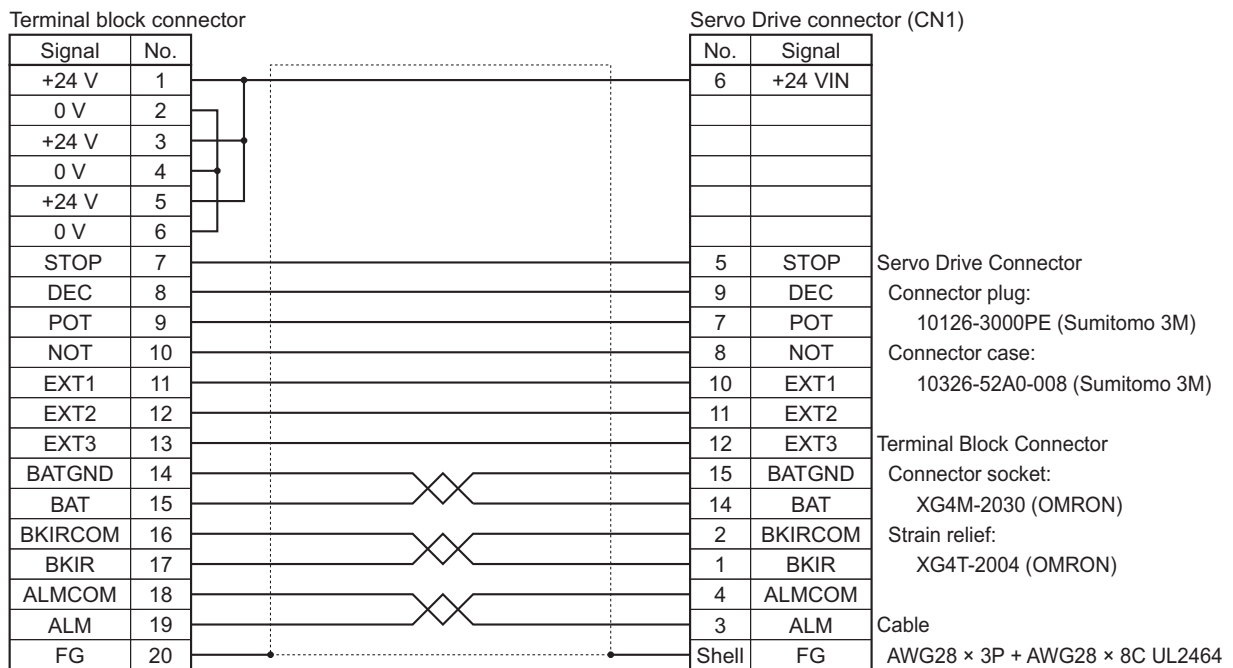 Terminal block connector Servo Drive connector (CN1)
Signal No. No. Signal
+24 V 1 6 +24 VIN
0 V 2
+24 V 3
0 V 4
+24 V 5
0 V 6
STOP 7 5 STOP Servo Drive Connector
DEC 8 9 DEC Connector plug:
POT 9 7 POT 10126-3000PE (Sumitomo 3M)
NOT 10 8 NOT Connector case:
EXT1 11 10 EXT1 10326-52A0-008 (Sumitomo 3M)
EXT2 12 11 EXT2
EXT3 13 12 EXT3 Terminal Block Connector
BATGND 14 15 BATGND Connector socket:
BAT 15 14 BAT XG4M-2030 (OMRON)
BKIRCOM 16 2 BKIRCOM Strain relief:
BKIR 17 1 BKIR XG4T-2004 (OMRON)
ALMCOM 18 4 ALMCOM
ALM 19 3 ALM Cable
FG 20 Shell FG AWG28 × 3P + AWG28 × 8C UL2464